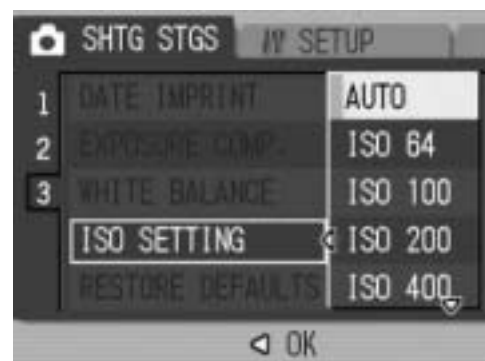 SHTG STGS SETUP
1 DATE IMPRINT AUTO
2 EXPOSURE COMP. ISO 64
3 WHITE BALANCE ISO 100
ISO SETTING ISO 200
RESTORE DEFAULTS ISO 400
OK